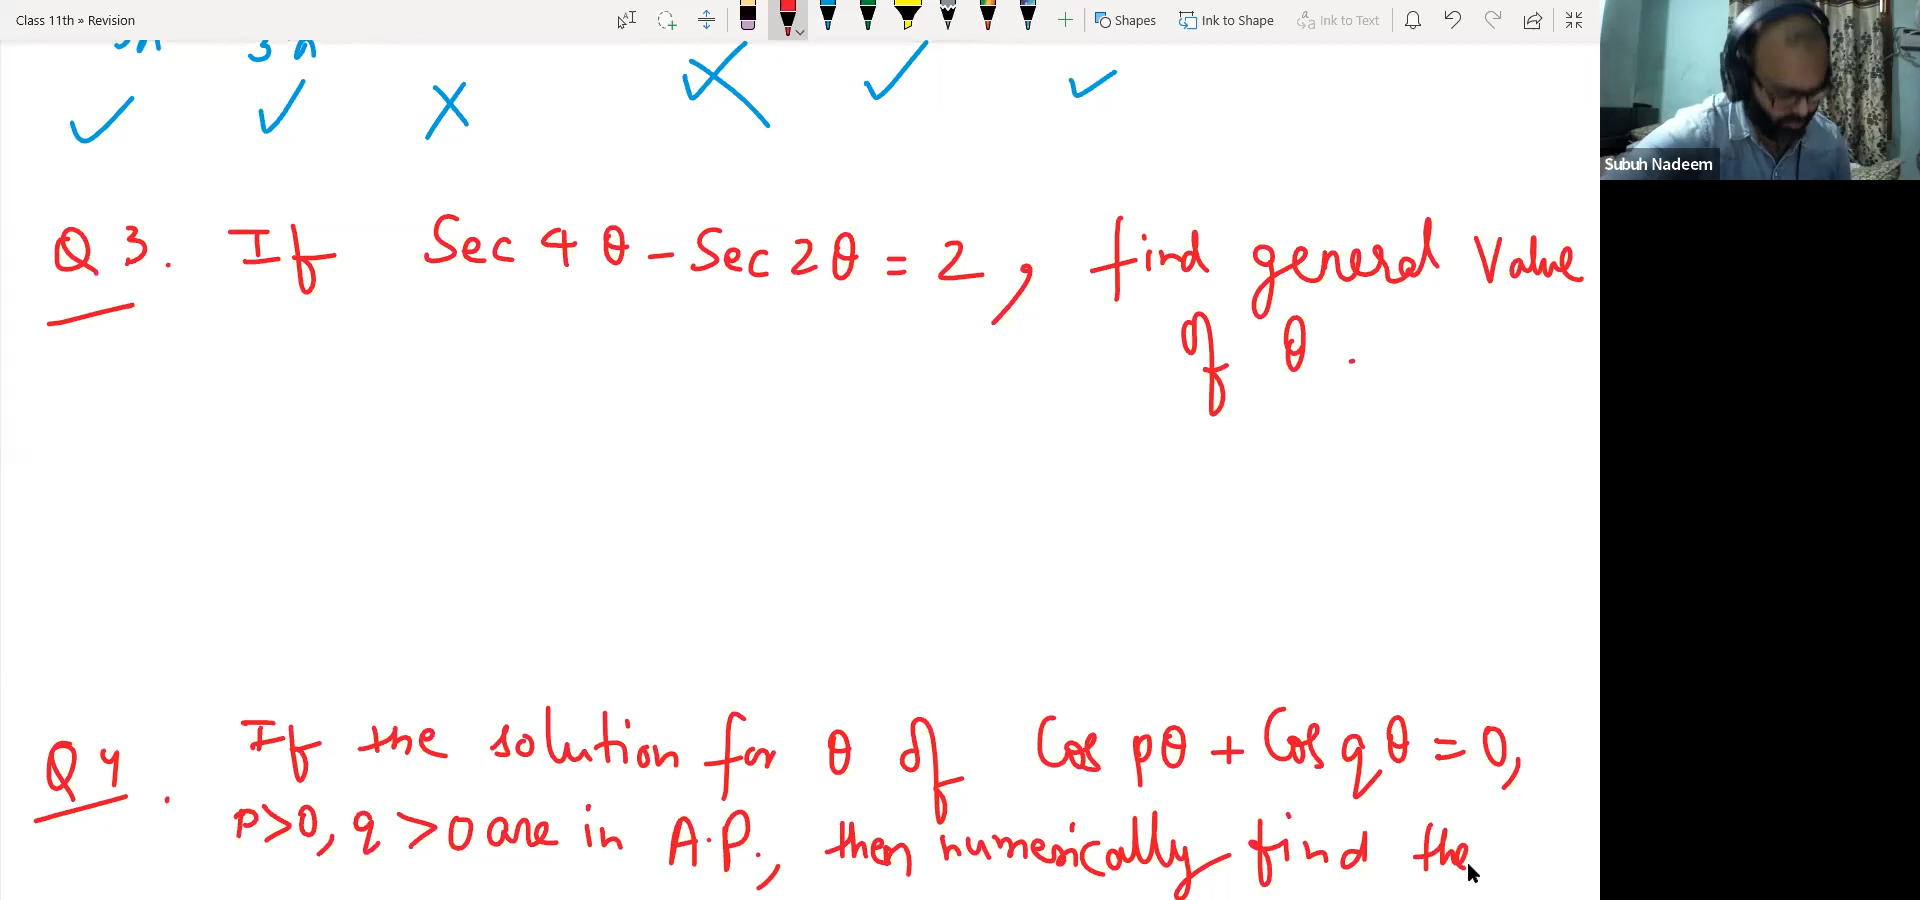 Class 11th » Revision
Shapes
Ink to Shape
Ink to Text
Subuh Nadeem
Q 3. If Sec 4θ - Sec 2θ = 2, find general value
of θ.
Q 4. If the solution for θ of Cos pθ + Cos qθ = 0,
p>0, q>0 are in A.P., then numerically find the